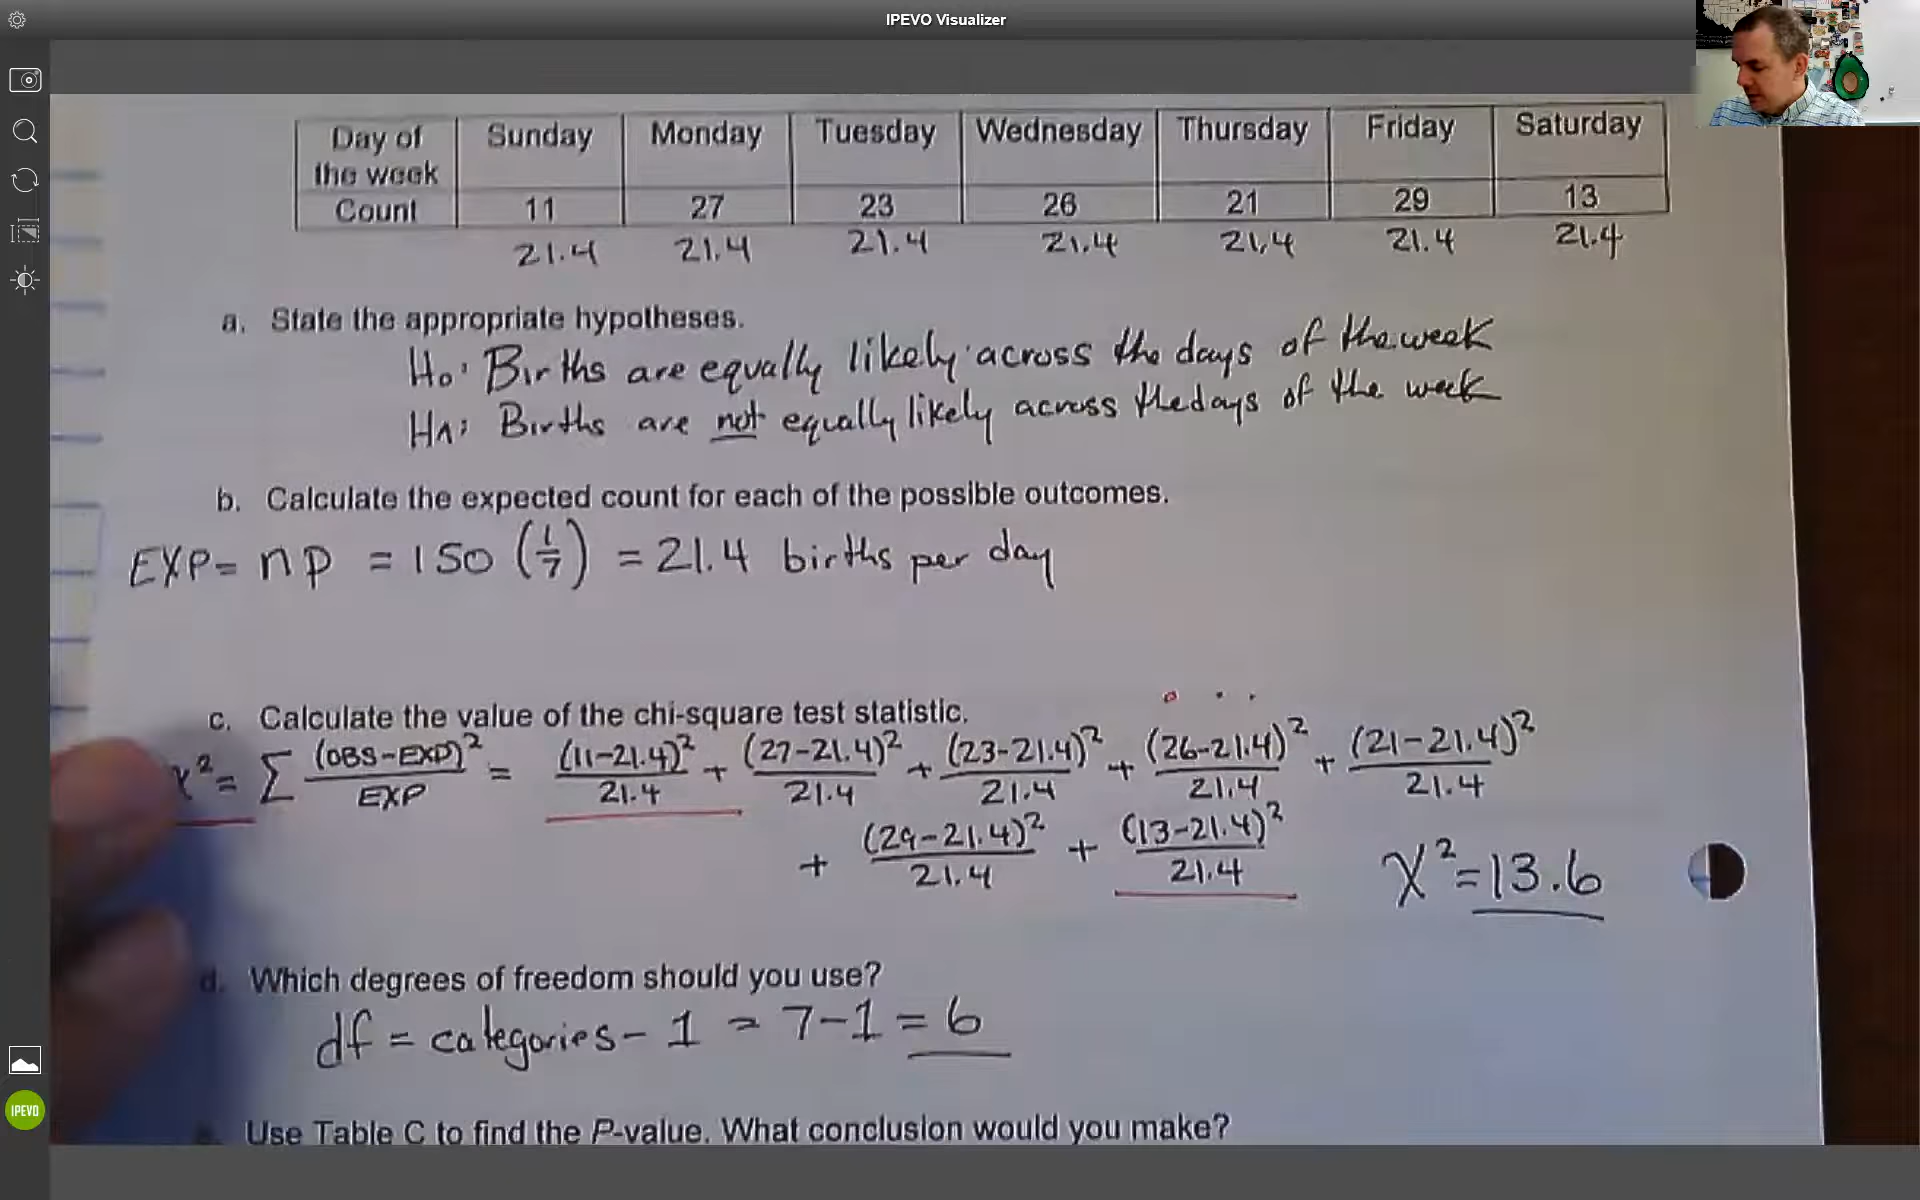 IPEVO Visualizer
Day of the week Sunday Monday Tuesday Wednesday Thursday Friday Saturday
Count 11 27 23 26 21 29 13
21.4 21.4 21.4 21.4 21.4 21.4 21.4
a. State the appropriate hypotheses.
H₀: Births are equally likely across the days of the week
Hᴀ: Births are not equally likely across the days of the week
b. Calculate the expected count for each of the possible outcomes.
EXP = np = 150 (1/7) = 21.4 births per day
c. Calculate the value of the chi-square test statistic.
χ² = Σ (OBS-EXP)²/EXP = (11-21.4)²/21.4 + (27-21.4)²/21.4 + (23-21.4)²/21.4 + (26-21.4)²/21.4 + (21-21.4)²/21.4
+ (29-21.4)²/21.4 + (13-21.4)²/21.4 χ² = 13.6
d. Which degrees of freedom should you use?
df = categories - 1 = 7-1 = 6
Use Table C to find the P-value. What conclusion would you make?
IPEVO